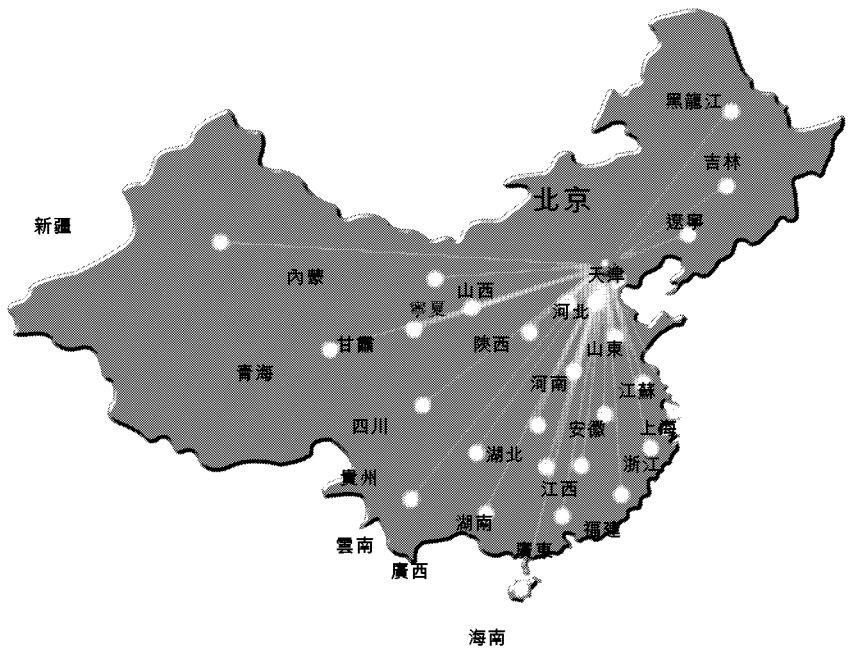 黑龍江
吉林
北京
遼寧
新疆
天津
內蒙
山西
寧夏
河北
甘肅
陝西
山東
青海
河南
江蘇
四川
安徽
上海
湖北
浙江
貴州
江西
湖南
福建
雲南
廣東
廣西
海南